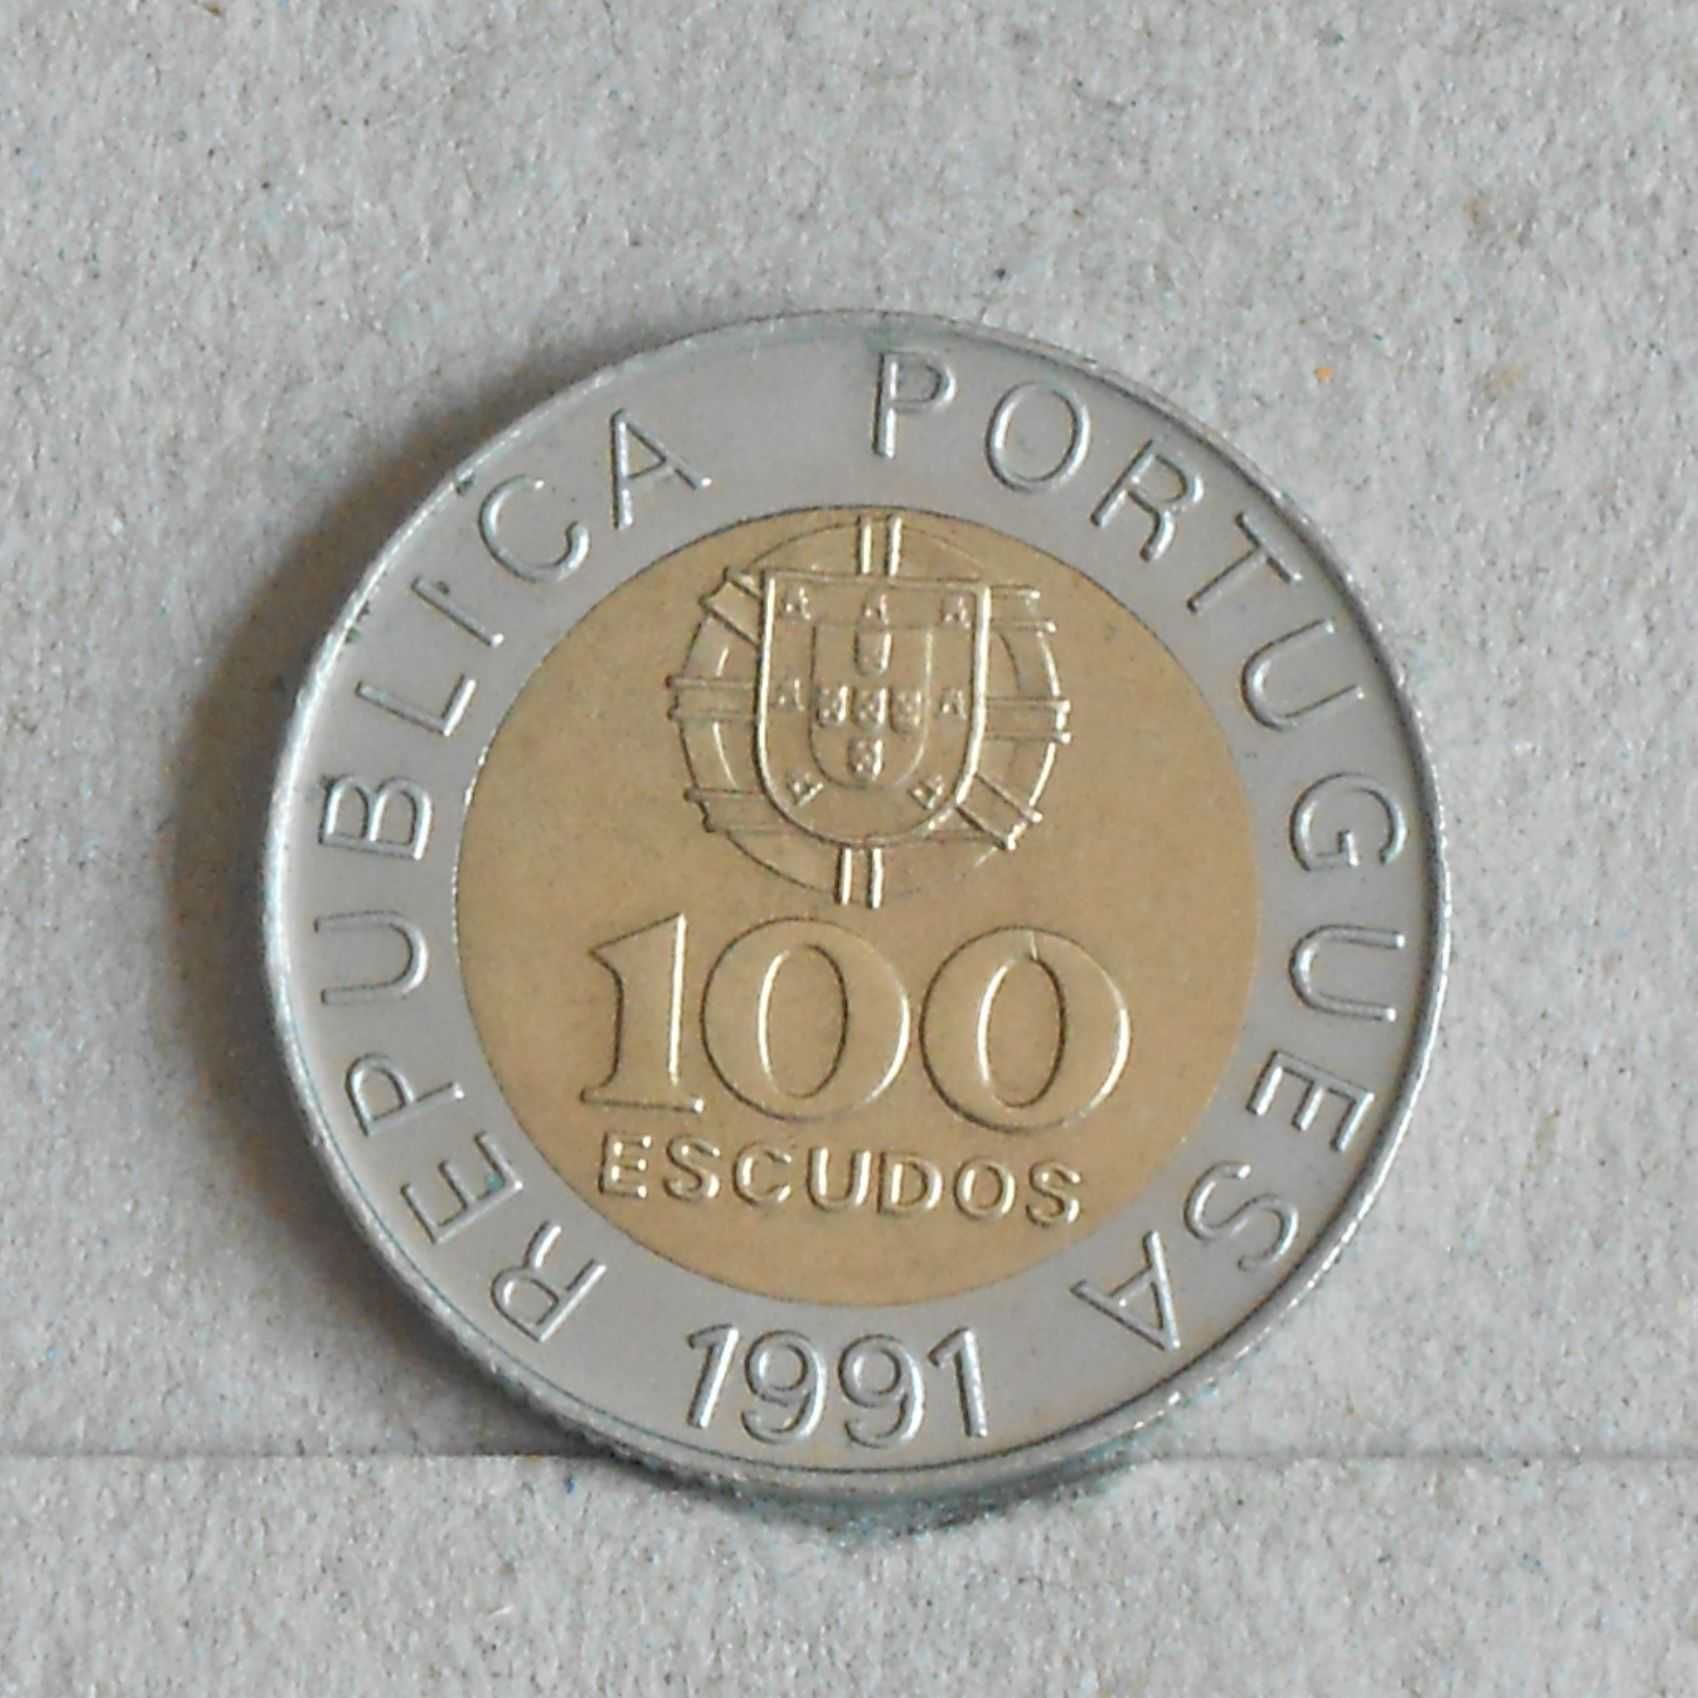 REPUBLICA PORTUGUESA
100
ESCUDOS
1991